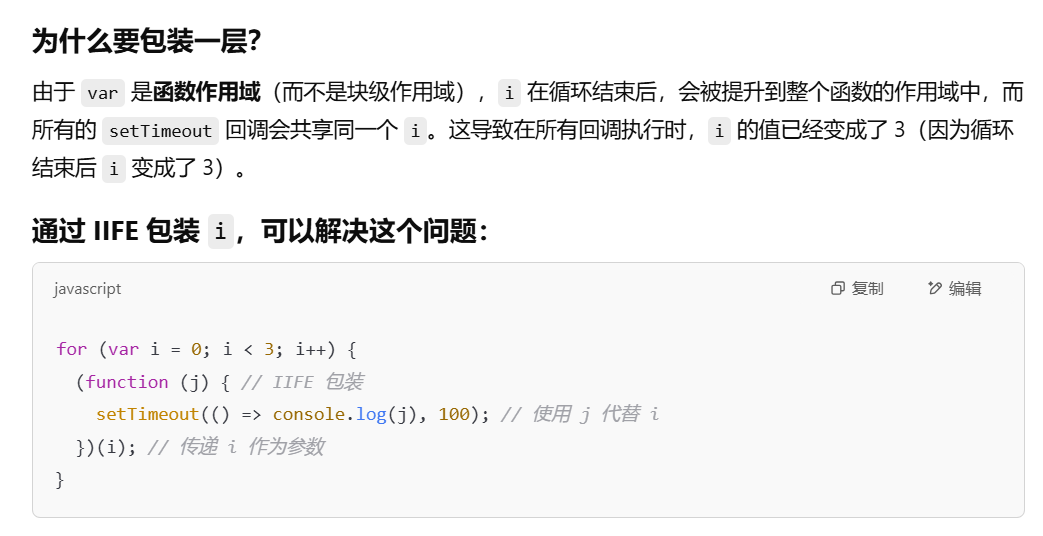 为什么要包装一层？
由于 var 是函数作用域（而不是块级作用域），i 在循环结束后，会被提升到整个函数的作用域中，而
所有的 setTimeout 回调会共享同一个 i。这导致在所有回调执行时，i 的值已经变成了 3（因为循环
结束后 i 变成了 3）。
通过 IIFE 包装 i，可以解决这个问题：
javascript 复制 编辑
for (var i = 0; i < 3; i++) {
  (function (j) { // IIFE 包装
    setTimeout(() => console.log(j), 100); // 使用 j 代替 i
  })(i); // 传递 i 作为参数
}